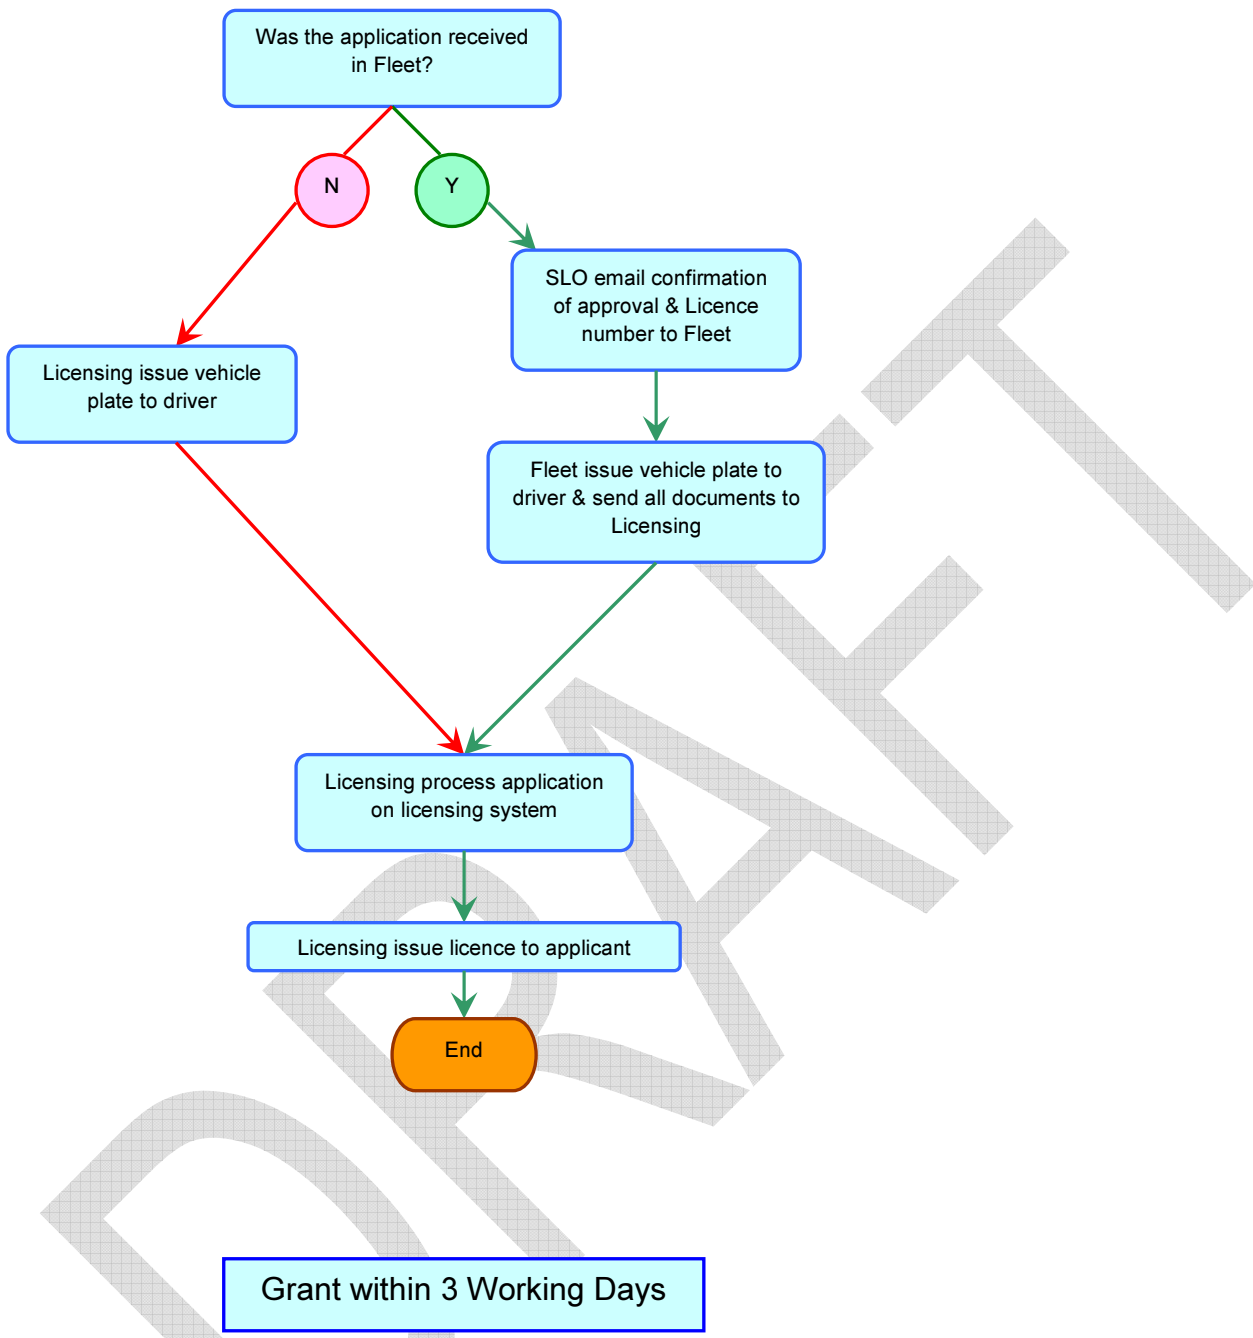 Was the application received
in Fleet?
N
Y
SLO email confirmation
of approval & Licence
number to Fleet
Licensing issue vehicle
plate to driver
Fleet issue vehicle plate to
driver & send all documents to
Licensing
Licensing process application
on licensing system
Licensing issue licence to applicant
End
Grant within 3 Working Days
DRAFT